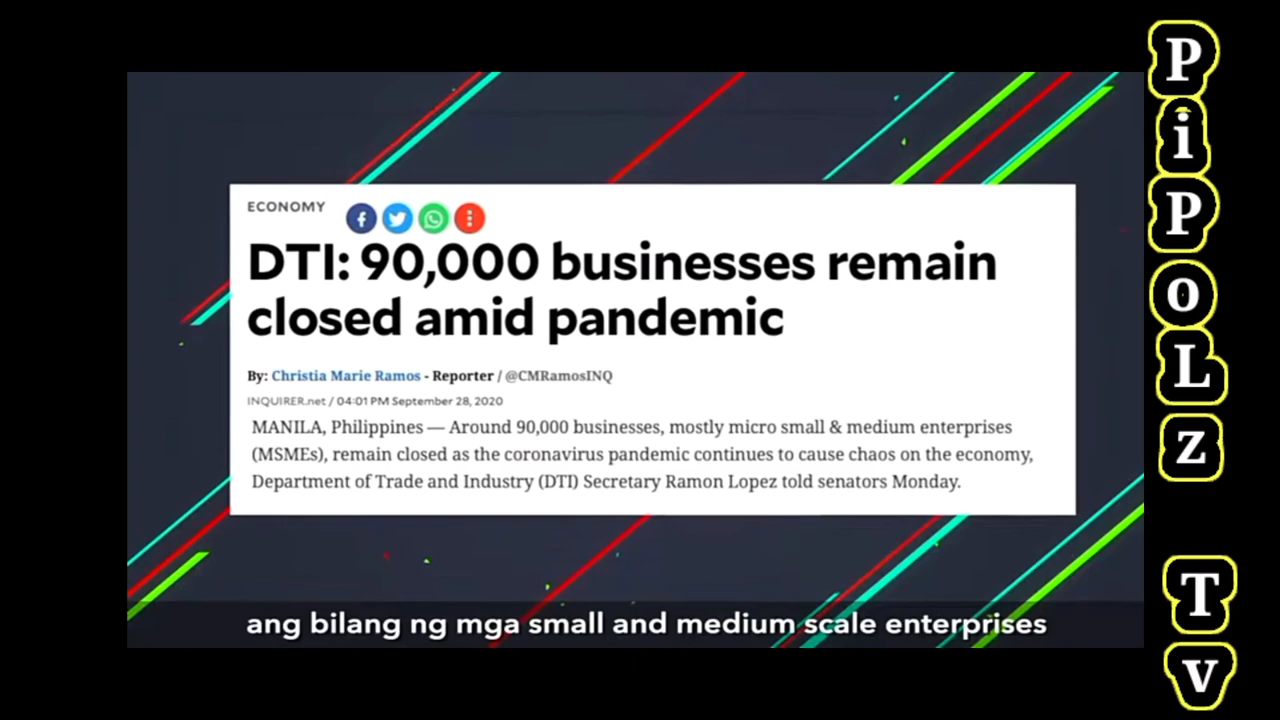 ECONOMY
DTI: 90,000 businesses remain
closed amid pandemic
By: Christia Marie Ramos - Reporter / @CMRamosINQ
INQUIRER.net / 04:01 PM September 28, 2020
MANILA, Philippines — Around 90,000 businesses, mostly micro small & medium enterprises
(MSMEs), remain closed as the coronavirus pandemic continues to cause chaos on the economy,
Department of Trade and Industry (DTI) Secretary Ramon Lopez told senators Monday.
ang bilang ng mga small and medium scale enterprises
PiPoLz Tv